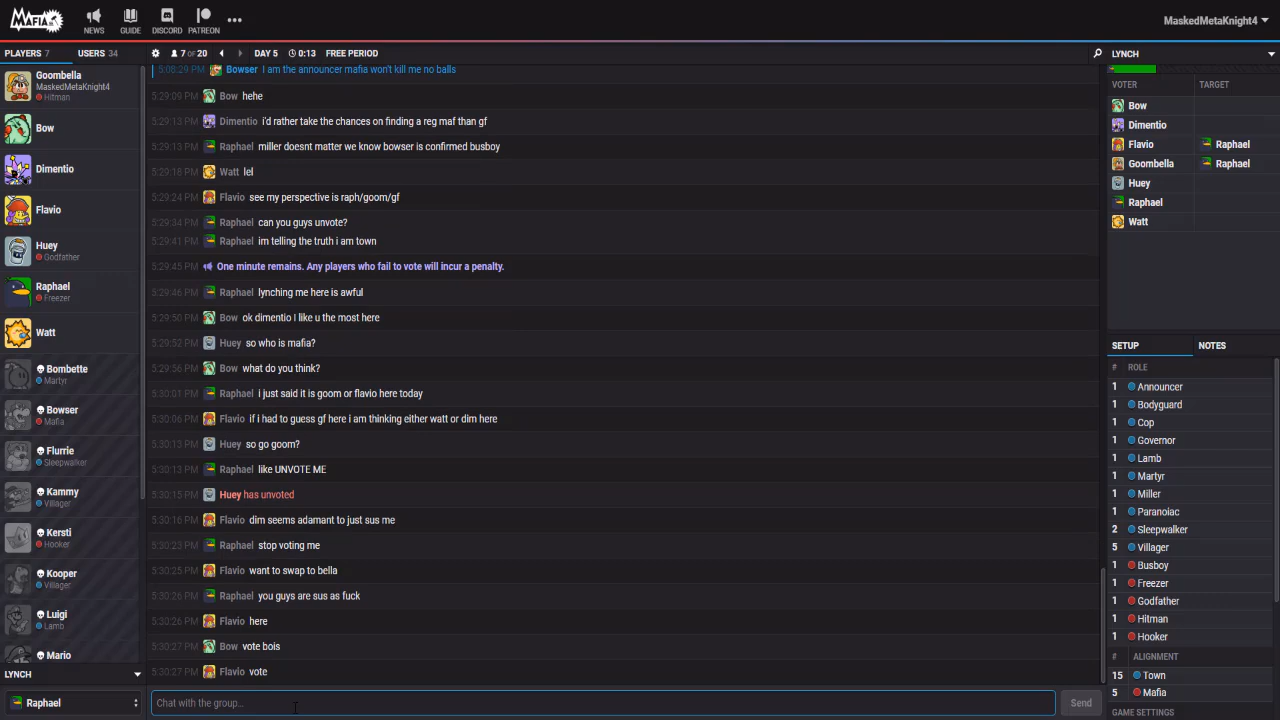 MAFIA.GG
NEWS
GUIDE
DISCORD
PATREON
MaskedMetaKnight4
PLAYERS 7
USERS 34
7 of 20
DAY 5
0:13
FREE PERIOD
LYNCH
Goombella
MaskedMetaKnight4
Hitman
Bow
Dimentio
Flavio
Huey
Godfather
Raphael
Freezer
Watt
Bombette
Martyr
Bowser
Mafia
Flurrie
Sleepwalker
Kammy
Villager
Kersti
Hooker
Kooper
Villager
Luigi
Lamb
Mario
LYNCH
Raphael
5:08:29 PM Bowser I am the announcer mafia won't kill me no balls
5:29:09 PM Bow hehe
5:29:13 PM Dimentio i'd rather take the chances on finding a reg maf than gf
5:29:13 PM Raphael miller doesnt matter we know bowser is confirmed busboy
5:29:18 PM Watt lel
5:29:24 PM Flavio see my perspective is raph/goom/gf
5:29:34 PM Raphael can you guys unvote?
5:29:41 PM Raphael im telling the truth i am town
5:29:45 PM One minute remains. Any players who fail to vote will incur a penalty.
5:29:46 PM Raphael lynching me here is awful
5:29:50 PM Bow ok dimentio I like u the most here
5:29:52 PM Huey so who is mafia?
5:29:56 PM Bow what do you think?
5:30:01 PM Raphael i just said it is goom or flavio here today
5:30:06 PM Flavio if i had to guess gf here i am thinking either watt or dim here
5:30:13 PM Huey so go goom?
5:30:13 PM Raphael like UNVOTE ME
5:30:15 PM Huey has unvoted
5:30:16 PM Flavio dim seems adamant to just sus me
5:30:23 PM Raphael stop voting me
5:30:25 PM Flavio want to swap to bella
5:30:26 PM Raphael you guys are sus as fuck
5:30:26 PM Flavio here
5:30:27 PM Bow vote bois
5:30:27 PM Flavio vote
Chat with the group...
Send
VOTER TARGET
Bow
Dimentio
Flavio Raphael
Goombella Raphael
Huey
Raphael
Watt
SETUP
NOTES
# ROLE
1 Announcer
1 Bodyguard
1 Cop
1 Governor
1 Lamb
1 Martyr
1 Miller
1 Paranoiac
2 Sleepwalker
5 Villager
1 Busboy
1 Freezer
1 Godfather
1 Hitman
1 Hooker
# ALIGNMENT
15 Town
5 Mafia
GAME SETTINGS